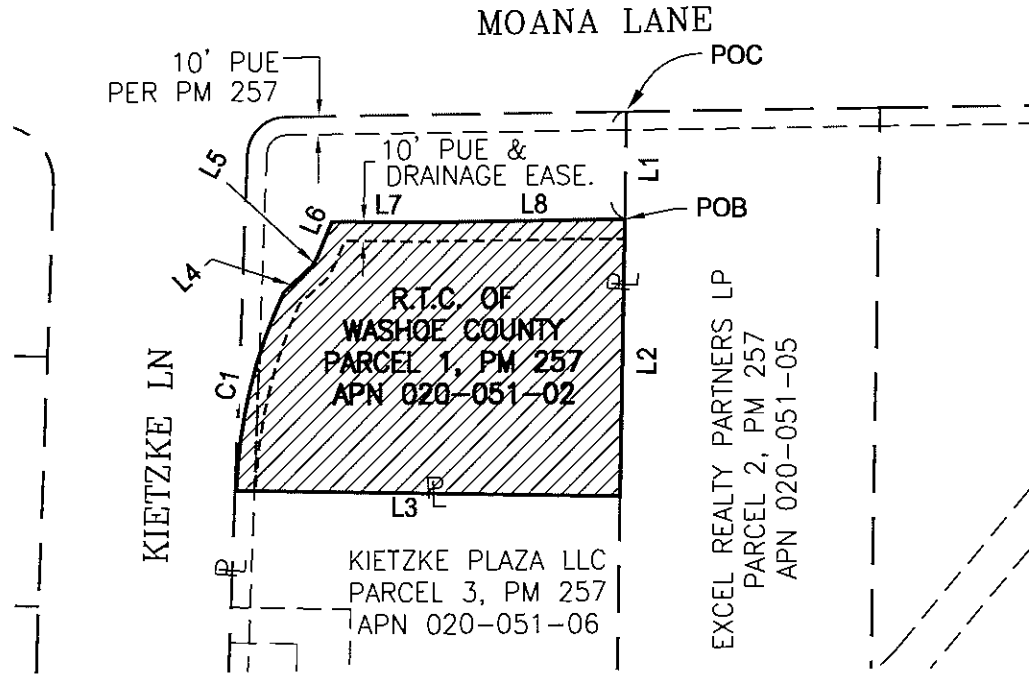 MOANA LANE
10' PUE
PER PM 257
POC
10' PUE &
DRAINAGE EASE.
L1
L5
L6
L7
L8
POB
L4
R.T.C. OF
WASHOE COUNTY
PARCEL 1, PM 257
APN 020-051-02
PL
L2
C1
KIETZKE LN
EXCEL REALTY PARTNERS LP
PARCEL 2, PM 257
APN 020-051-05
PL
L3
PL
KIETZKE PLAZA LLC
PARCEL 3, PM 257
APN 020-051-06